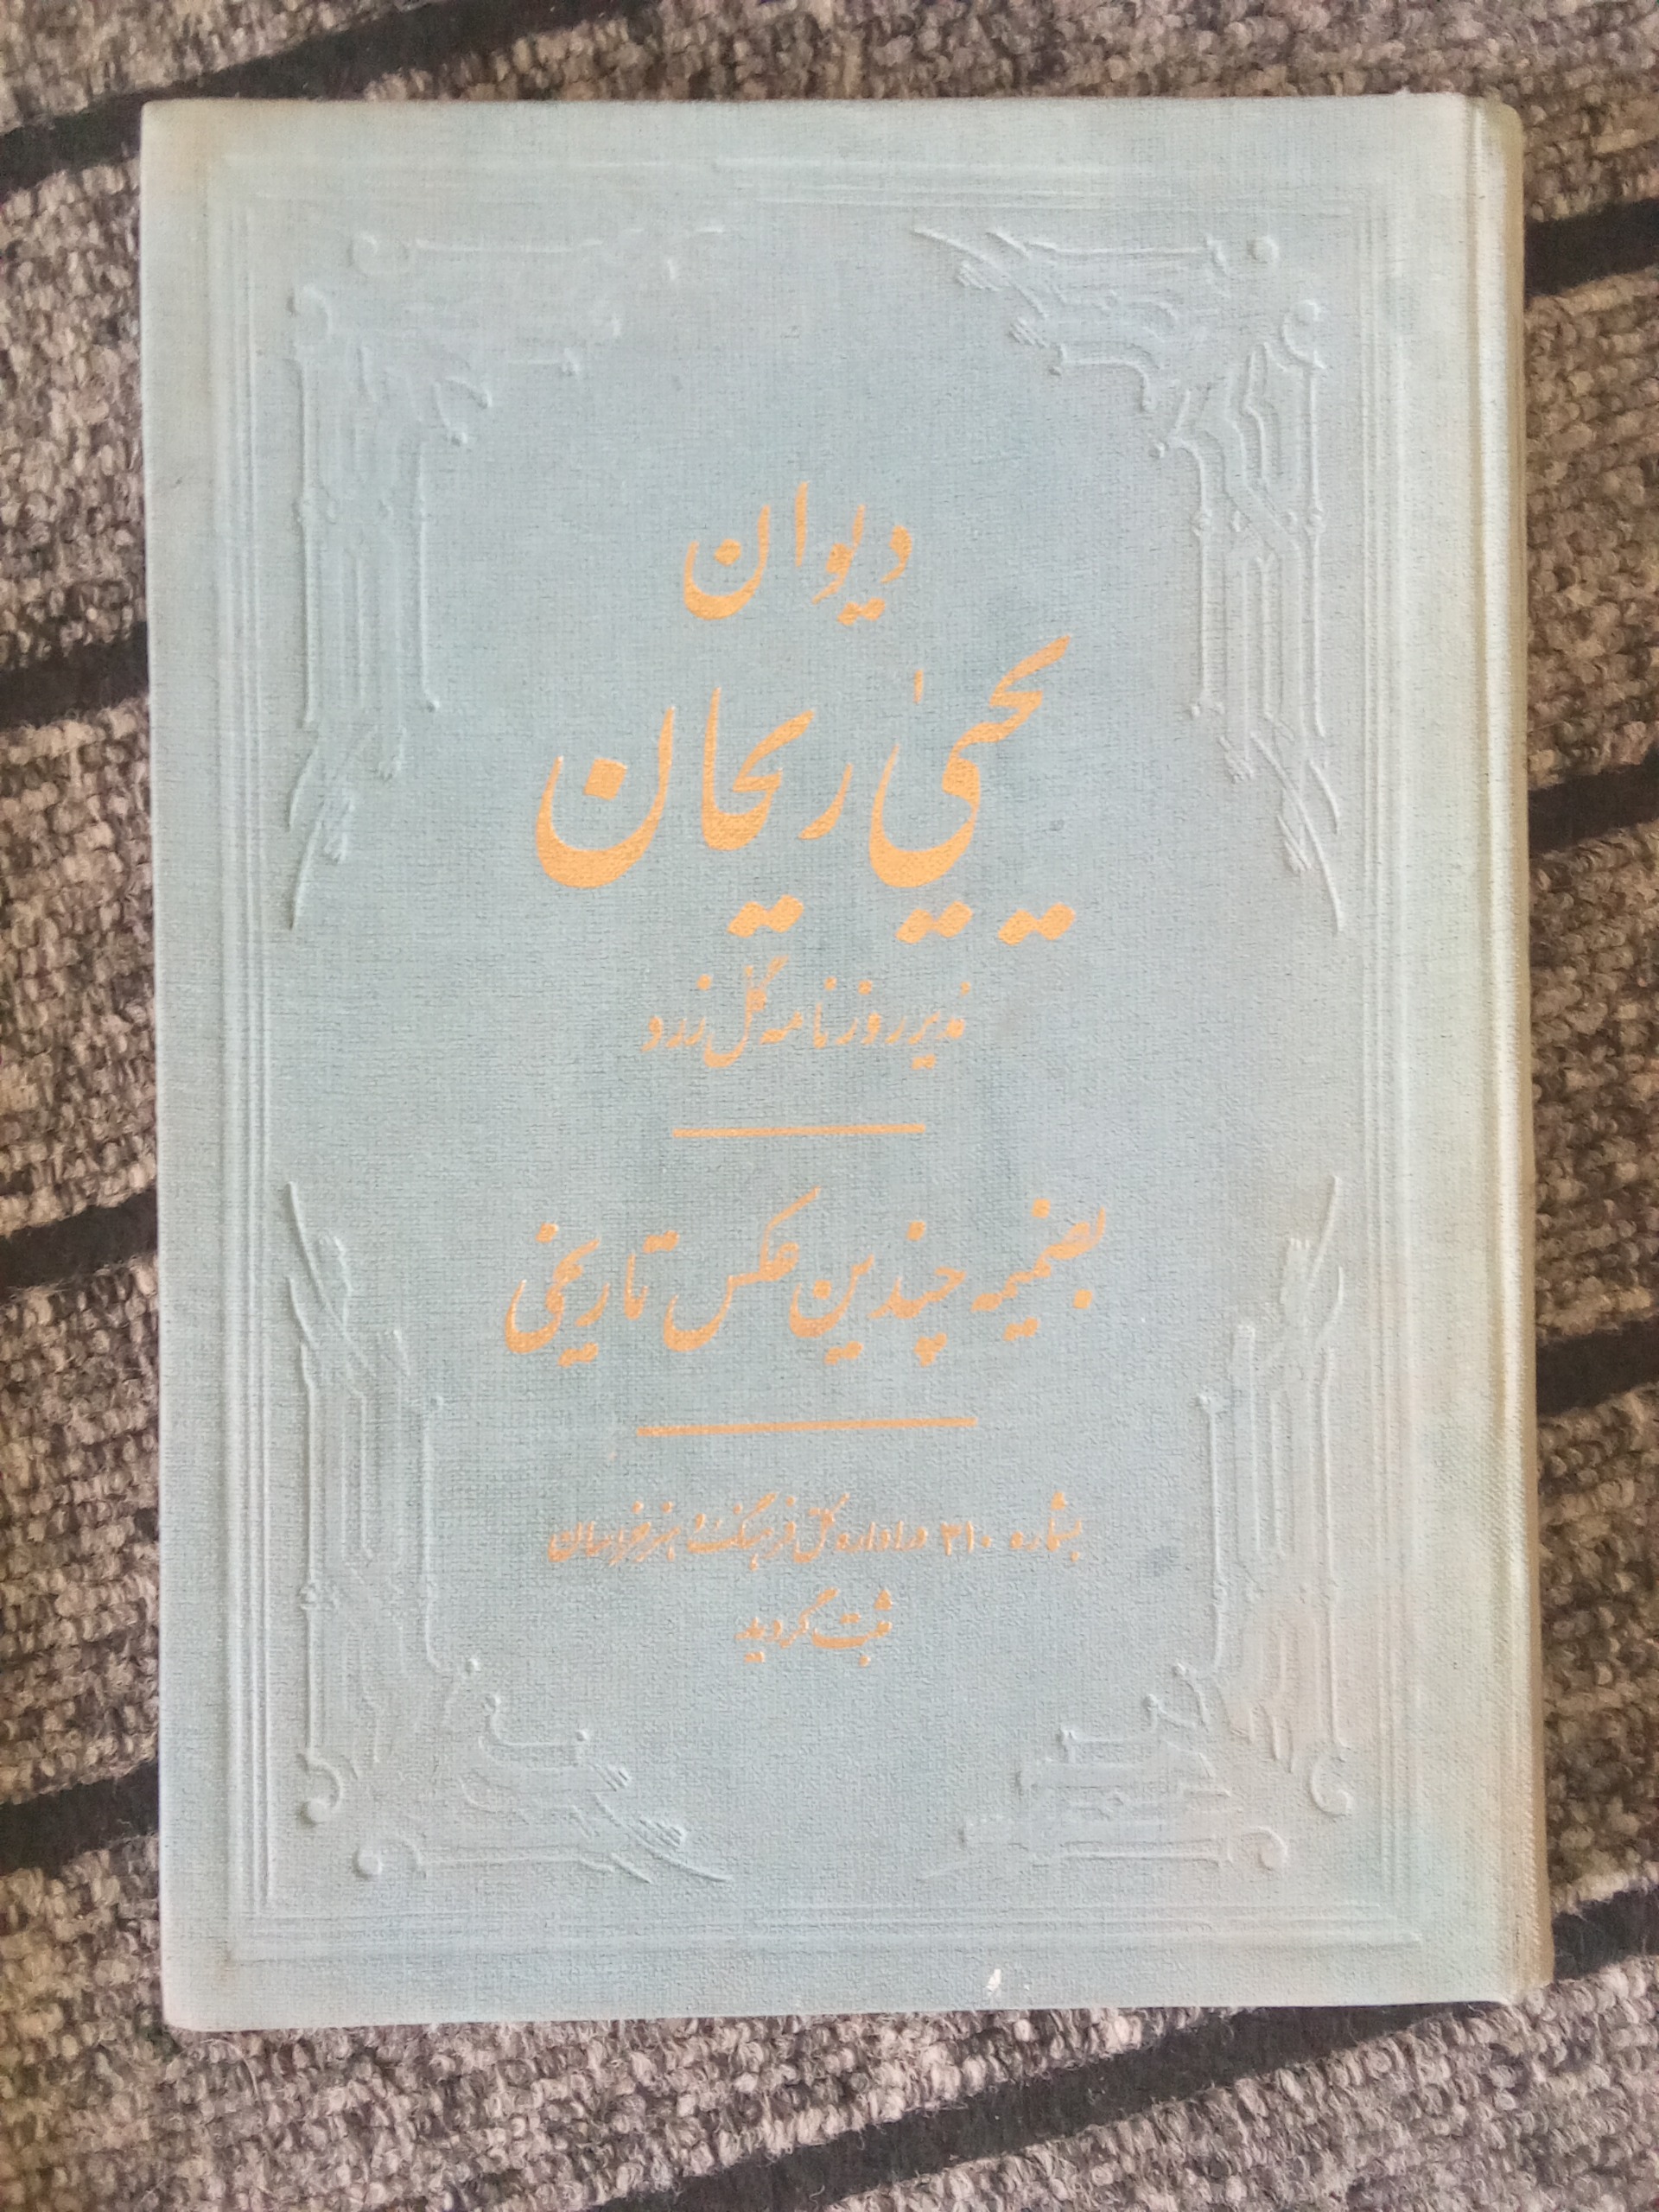 دیوان
یحییٰ ریحان
مدیر روزنامه گل زرد
بضمیمه چندین عکس تاریخی
بشماره ۳۱۰ در اداره کل فرهنگ و هنر خراسان
ثبت گردید